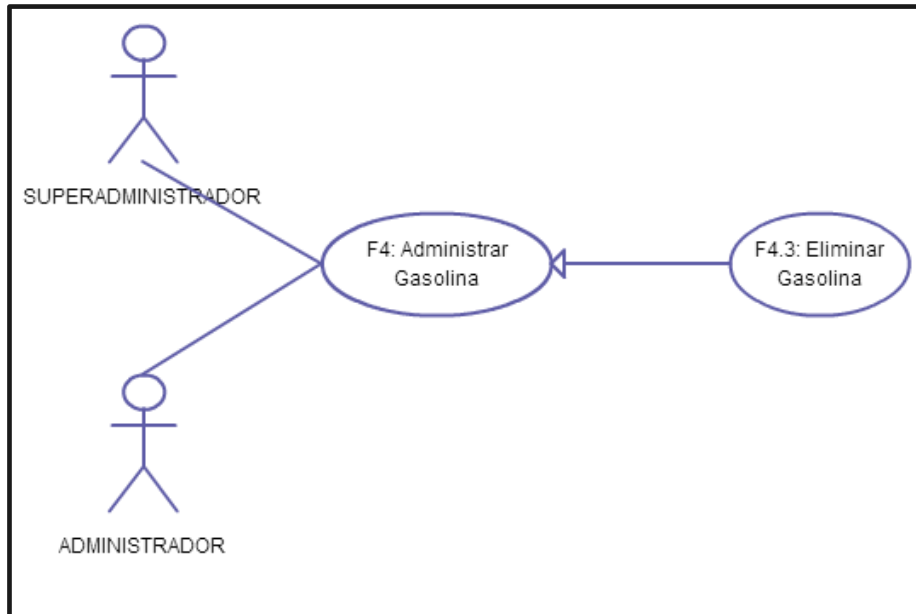 SUPERADMINISTRADOR
F4: Administrar
Gasolina
F4.3: Eliminar
Gasolina
ADMINISTRADOR